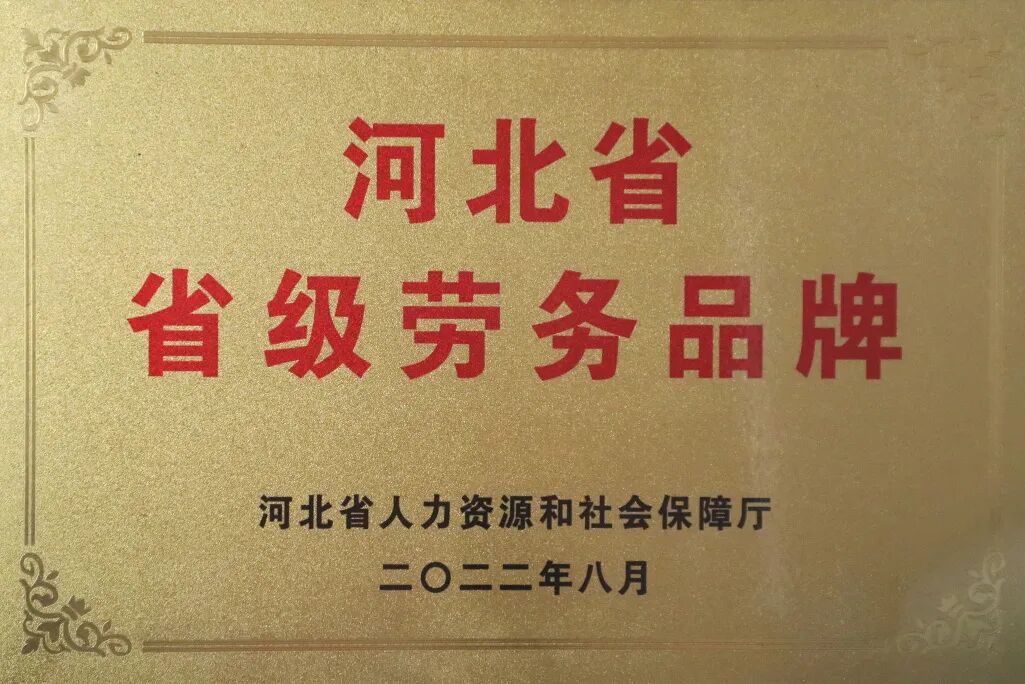 河北省
省级劳务品牌
河北省人力资源和社会保障厅
二〇二二年八月